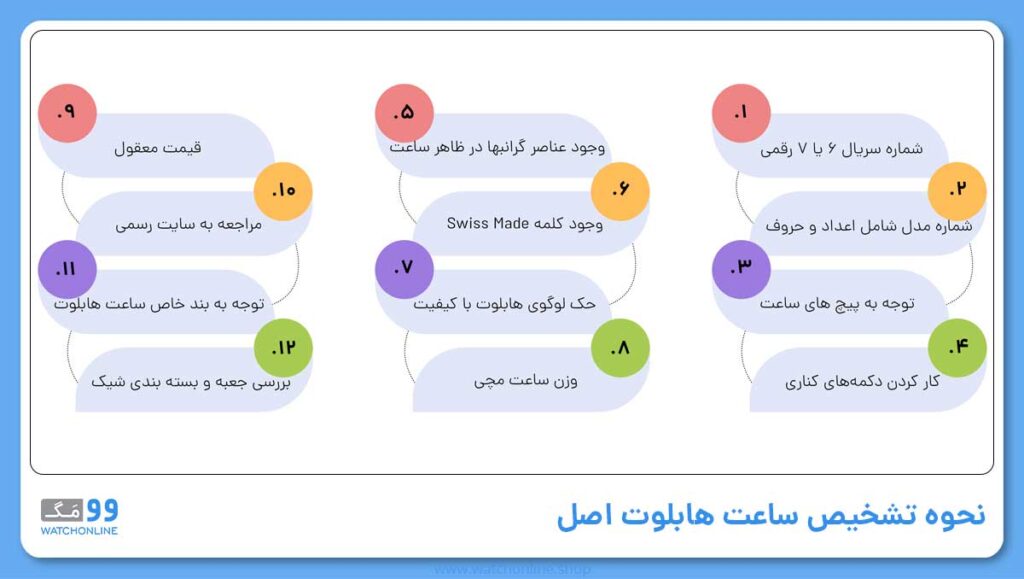 .۱
شماره سریال ۶ یا ۷ رقمی
.۲
شماره مدل شامل اعداد و حروف
.۳
توجه به پیچ های ساعت
.۴
کار کردن دکمه‌های کناری
.۵
وجود عناصر گرانبها در ظاهر ساعت
.۶
وجود کلمه Swiss Made
.۷
حک لوگوی هابلوت با کیفیت
.۸
وزن ساعت مچی
.۹
قیمت معقول
.۱۰
مراجعه به سایت رسمی
.۱۱
توجه به بند خاص ساعت هابلوت
.۱۲
بررسی جعبه و بسته بندی شیک
نحوه تشخیص ساعت هابلوت اصل
۹۹ مَگ
WATCHONLINE
www.watchonline.shop